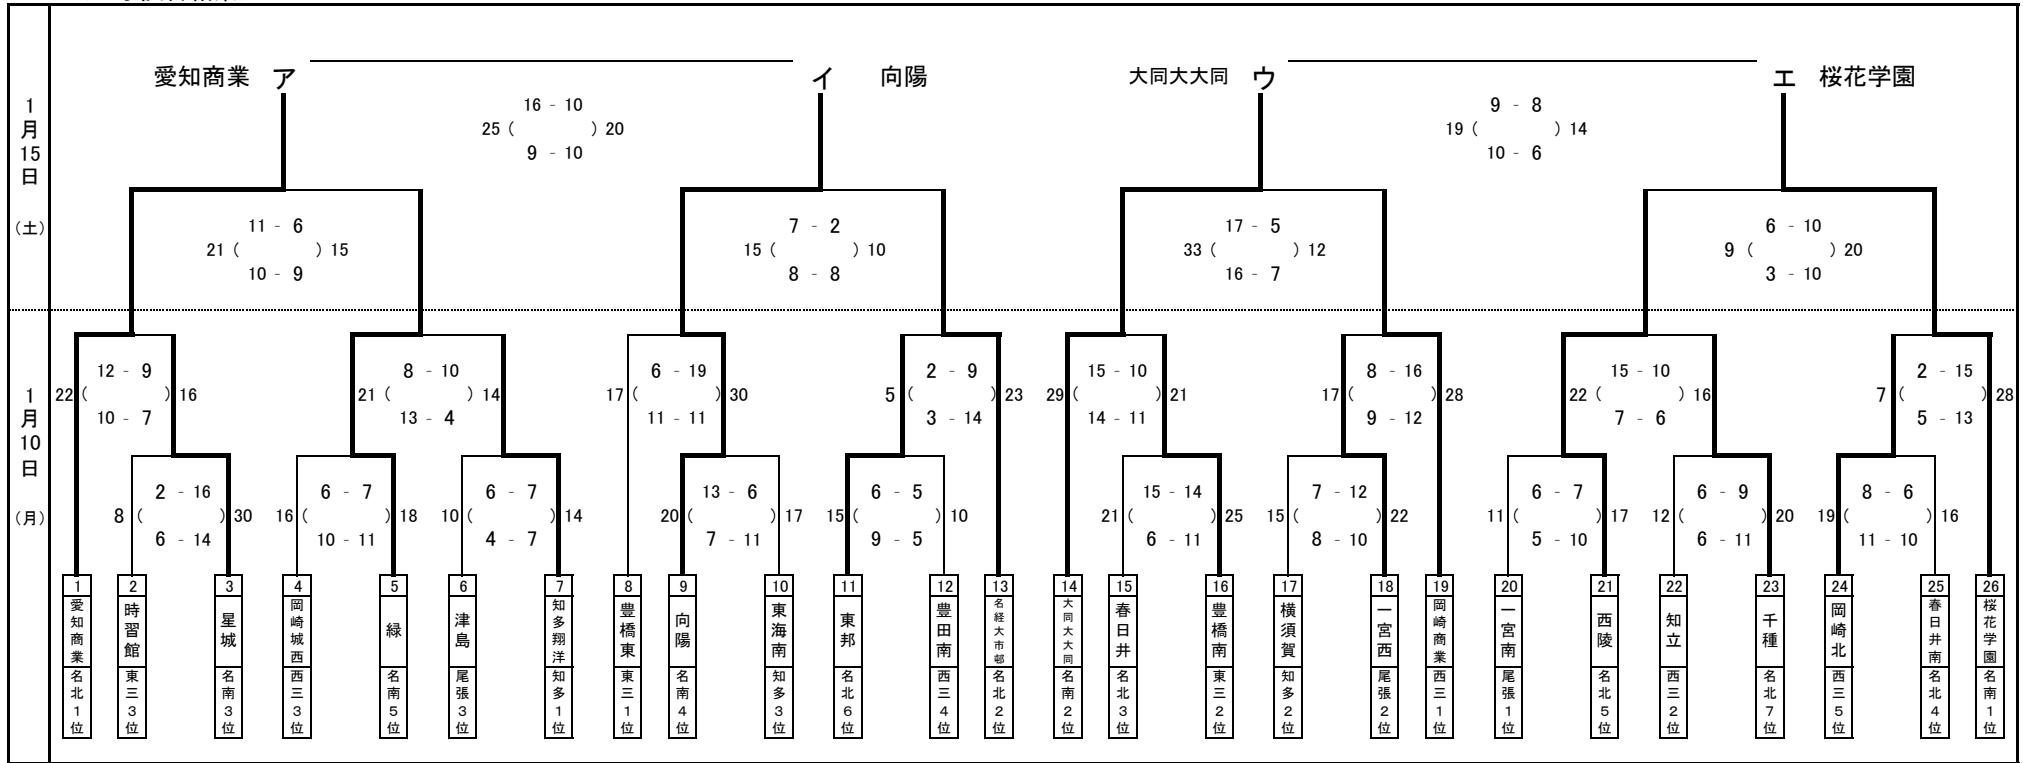 愛知商業 ア イ 向陽 大同大大同 ウ エ 桜花学園
1月15日
(土)
16 - 10
25 ( ) 20
9 - 10
9 - 8
19 ( ) 14
10 - 6
11 - 6
21 ( ) 15
10 - 9
7 - 2
15 ( ) 10
8 - 8
17 - 5
33 ( ) 12
16 - 7
6 - 10
9 ( ) 20
3 - 10
1月10日
(月)
12 - 9
22 ( ) 16
10 - 7
8 - 10
21 ( ) 14
13 - 4
6 - 19
17 ( ) 30
11 - 11
2 - 9
5 ( ) 23
3 - 14
15 - 10
29 ( ) 21
14 - 11
8 - 16
17 ( ) 28
9 - 12
15 - 10
22 ( ) 16
7 - 6
2 - 15
7 ( ) 28
5 - 13
2 - 16
8 ( ) 30
6 - 14
6 - 7
16 ( ) 18
10 - 11
6 - 7
10 ( ) 14
4 - 7
13 - 6
20 ( ) 17
7 - 11
6 - 5
15 ( ) 10
9 - 5
15 - 14
21 ( ) 25
6 - 11
7 - 12
15 ( ) 22
8 - 10
6 - 7
11 ( ) 17
5 - 10
6 - 9
12 ( ) 20
6 - 11
8 - 6
19 ( ) 16
11 - 10
1 愛知商業 名北1位
2 時習館 東三3位
3 星城 名南3位
4 岡崎城西 西三3位
5 緑 名南5位
6 津島 尾張3位
7 知多翔洋 知多1位
8 豊橋東 東三1位
9 向陽 名南4位
10 東海南 知多3位
11 東邦 名北6位
12 豊田南 西三4位
13 名経大市邨 名北2位
14 大同大大同 名南2位
15 春日井 名北3位
16 豊橋南 東三2位
17 横須賀 知多2位
18 一宮西 尾張2位
19 岡崎商業 西三1位
20 一宮南 尾張1位
21 西陵 名北5位
22 知立 西三2位
23 千種 名北7位
24 岡崎北 西三5位
25 春日井南 名北4位
26 桜花学園 名南1位